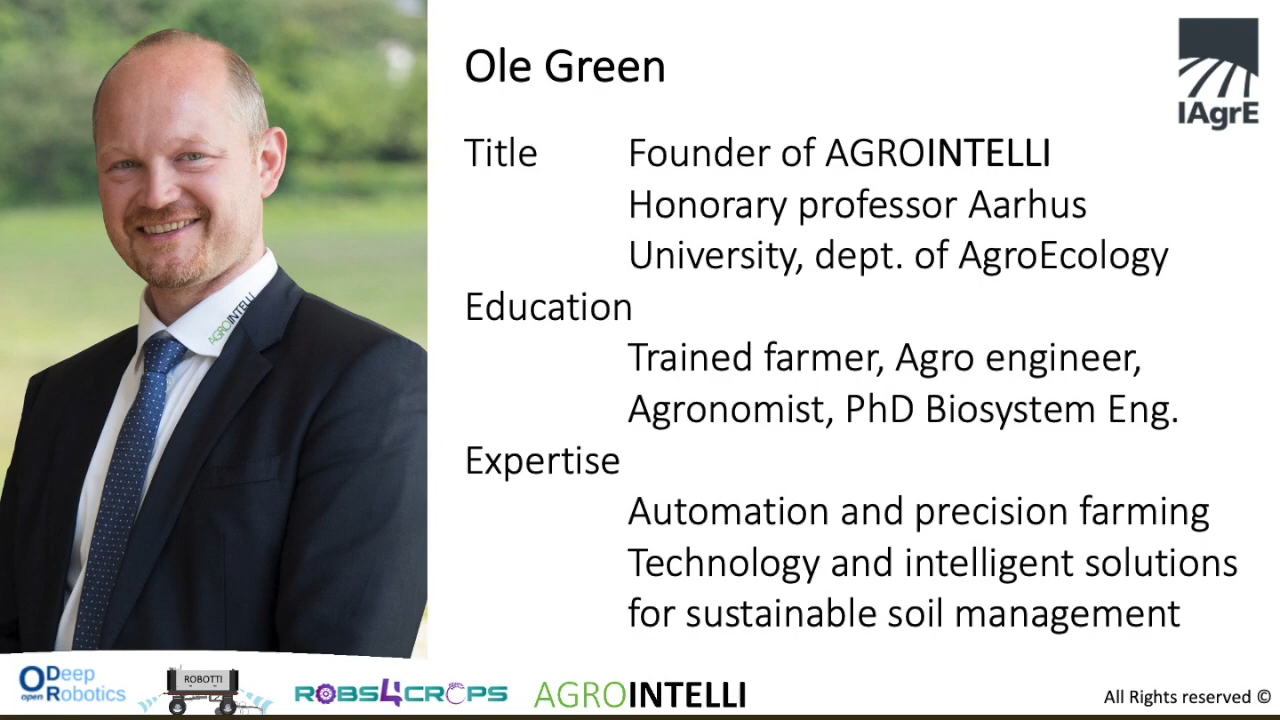 Ole Green
IAgrE
Title Founder of AGROINTELLI
Honorary professor Aarhus
University, dept. of AgroEcology
Education
Trained farmer, Agro engineer,
Agronomist, PhD Biosystem Eng.
Expertise
Automation and precision farming
Technology and intelligent solutions
for sustainable soil management
AGROINTELLI
open Deep Robotics
ROBOTTI
ROBS4CROPS
AGROINTELLI
All Rights reserved ©